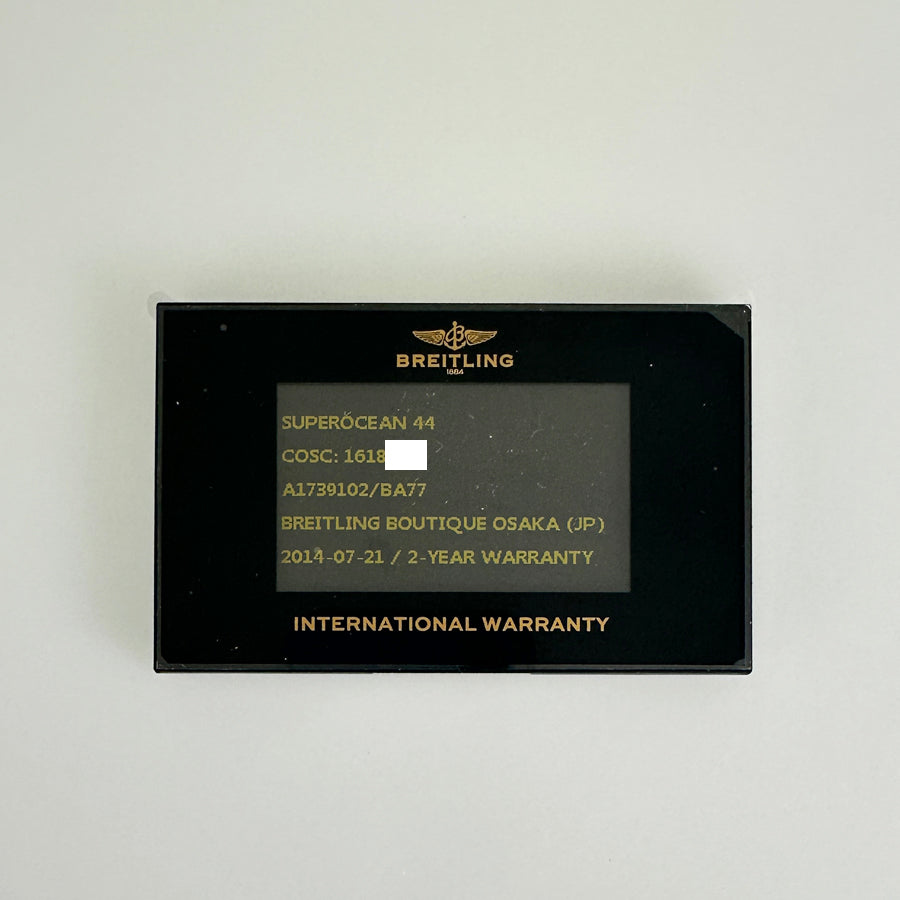 BREITLING
1884
SUPEROCEAN 44
COSC: 1618
A1739102/BA77
BREITLING BOUTIQUE OSAKA (JP)
2014-07-21 / 2-YEAR WARRANTY
INTERNATIONAL WARRANTY